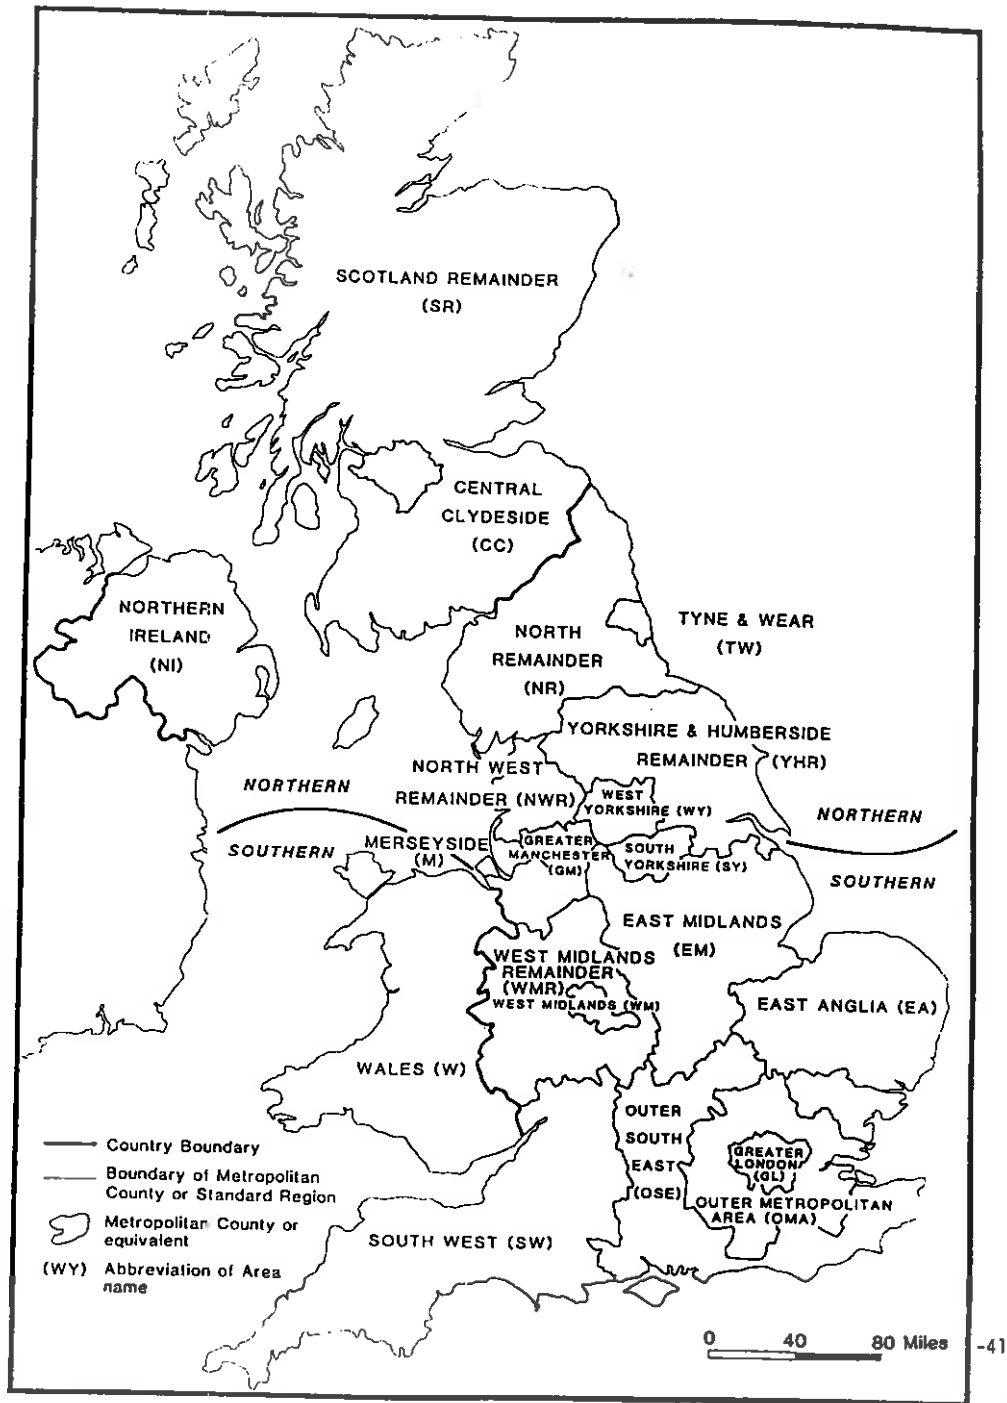 SCOTLAND REMAINDER
(SR)
CENTRAL
CLYDESIDE
(CC)
NORTHERN
IRELAND
(NI)
NORTH
REMAINDER
(NR)
TYNE & WEAR
(TW)
YORKSHIRE & HUMBERSIDE
REMAINDER (YHR)
NORTH WEST
REMAINDER (NWR)
WEST
YORKSHIRE (WY)
NORTHERN
SOUTHERN
NORTHERN
SOUTHERN
MERSEYSIDE
(M)
GREATER
MANCHESTER
(GM)
SOUTH
YORKSHIRE (SY)
EAST MIDLANDS
(EM)
WEST MIDLANDS
REMAINDER
(WMR)
WEST MIDLANDS (WM)
EAST ANGLIA (EA)
WALES (W)
OUTER
SOUTH
EAST
(OSE)
GREATER
LONDON
(GL)
OUTER METROPOLITAN
AREA (OMA)
SOUTH WEST (SW)
Country Boundary
Boundary of Metropolitan
County or Standard Region
Metropolitan County or
equivalent
(WY) Abbreviation of Area
name
0 40 80 Miles
-41